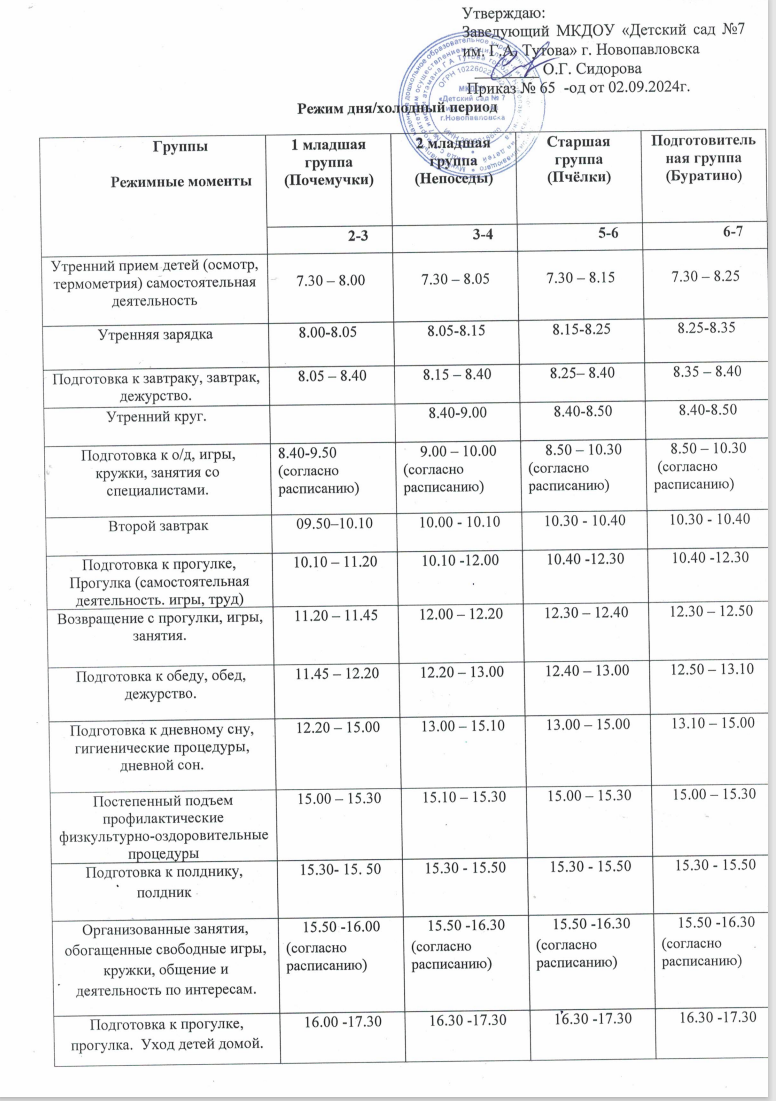 Утверждаю:
Заведующий МКДОУ «Детский сад №7
им. Г.А. Тутова» г. Новопавловска
О.Г. Сидорова
Приказ № 65 -од от 02.09.2024г.
МКДОУ
«Детский сад № 7
г.Новопавловска
Режим дня/холодный период
Группы
Режимные моменты
1 младшая
группа
(Почемучки)
2 младшая
группа
(Непоседы)
Старшая
группа
(Пчёлки)
Подготовитель
ная группа
(Буратино)
2-3
3-4
5-6
6-7
Утренний прием детей (осмотр,
термометрия) самостоятельная
деятельность
7.30 – 8.00
7.30 – 8.05
7.30 – 8.15
7.30 – 8.25
Утренняя зарядка
8.00-8.05
8.05-8.15
8.15-8.25
8.25-8.35
Подготовка к завтраку, завтрак,
дежурство.
8.05 – 8.40
8.15 – 8.40
8.25– 8.40
8.35 – 8.40
Утренний круг.
8.40-9.00
8.40-8.50
8.40-8.50
Подготовка к о/д, игры,
кружки, занятия со
специалистами.
8.40-9.50
(согласно
расписанию)
9.00 – 10.00
(согласно
расписанию)
8.50 – 10.30
(согласно
расписанию)
8.50 – 10.30
(согласно
расписанию)
Второй завтрак
09.50–10.10
10.00 - 10.10
10.30 - 10.40
10.30 - 10.40
Подготовка к прогулке,
Прогулка (самостоятельная
деятельность. игры, труд)
10.10 – 11.20
10.10 -12.00
10.40 -12.30
10.40 -12.30
Возвращение с прогулки, игры,
занятия.
11.20 – 11.45
12.00 – 12.20
12.30 – 12.40
12.30 – 12.50
Подготовка к обеду, обед,
дежурство.
11.45 – 12.20
12.20 - 13.00
12.40 – 13.00
12.50 – 13.10
Подготовка к дневному сну,
гигиенические процедуры,
дневной сон.
12.20 – 15.00
13.00 – 15.10
13.00 – 15.00
13.10 – 15.00
Постепенный подъем
профилактические
физкультурно-оздоровительные
процедуры
15.00 – 15.30
15.10 – 15.30
15.00 – 15.30
15.00 – 15.30
Подготовка к полднику,
полдник
15.30- 15. 50
15.30 - 15.50
15.30 - 15.50
15.30 - 15.50
Организованные занятия,
обогащенные свободные игры,
кружки, общение и
деятельность по интересам.
15.50 -16.00
(согласно
расписанию)
15.50 -16.30
(согласно
расписанию)
15.50 -16.30
(согласно
расписанию)
15.50 -16.30
(согласно
расписанию)
Подготовка к прогулке,
прогулка. Уход детей домой.
16.00 -17.30
16.30 -17.30
16.30 -17.30
16.30 -17.30